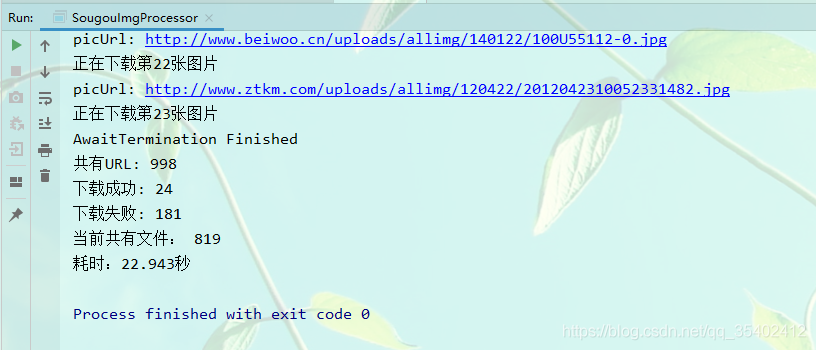 Run: SougouImgProcessor
picUrl: http://www.beiwoo.cn/uploads/allimg/140122/100U55112-0.jpg
正在下载第22张图片
picUrl: http://www.ztkm.com/uploads/allimg/120422/2012042310052331482.jpg
正在下载第23张图片
AwaitTermination Finished
共有URL: 998
下载成功: 24
下载失败: 181
当前共有文件： 819
耗时：22.943秒
Process finished with exit code 0
https://blog.csdn.net/qq_35402412